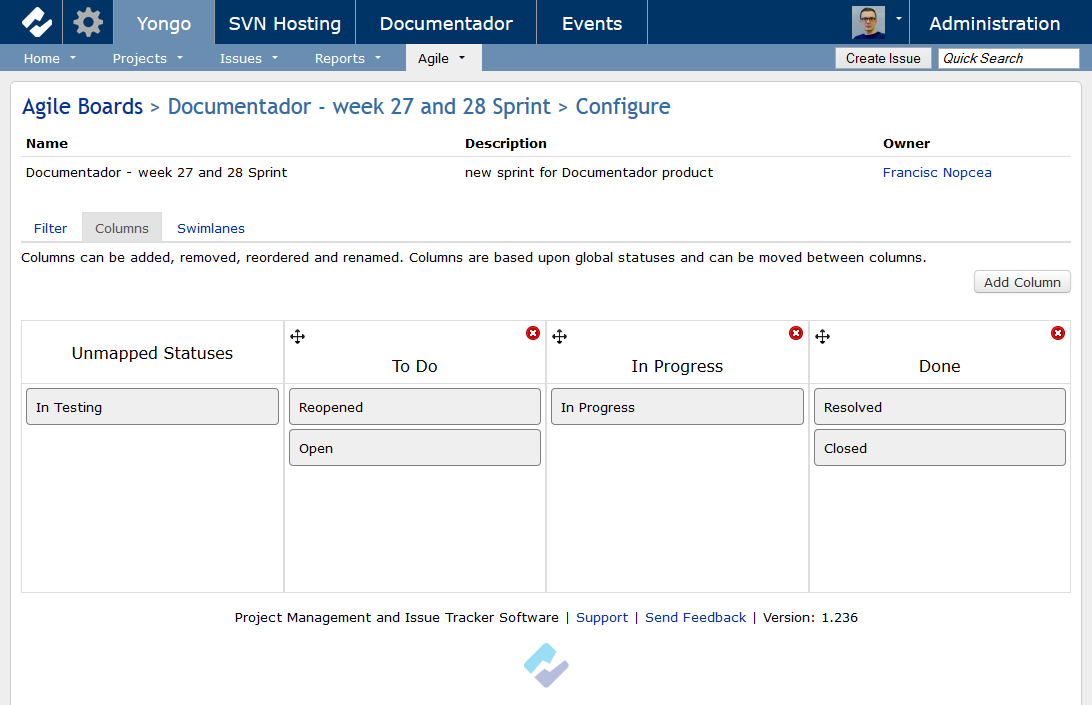 Yongo SVN Hosting Documentador Events Administration
Home Projects Issues Reports Agile Create Issue Quick Search
Agile Boards > Documentador - week 27 and 28 Sprint > Configure
Name Description Owner
Documentador - week 27 and 28 Sprint new sprint for Documentador product Francisc Nopcea
Filter Columns Swimlanes
Columns can be added, removed, reordered and renamed. Columns are based upon global statuses and can be moved between columns.
Add Column
Unmapped Statuses To Do In Progress Done
In Testing Reopened In Progress Resolved
Open Closed
Project Management and Issue Tracker Software | Support | Send Feedback | Version: 1.236